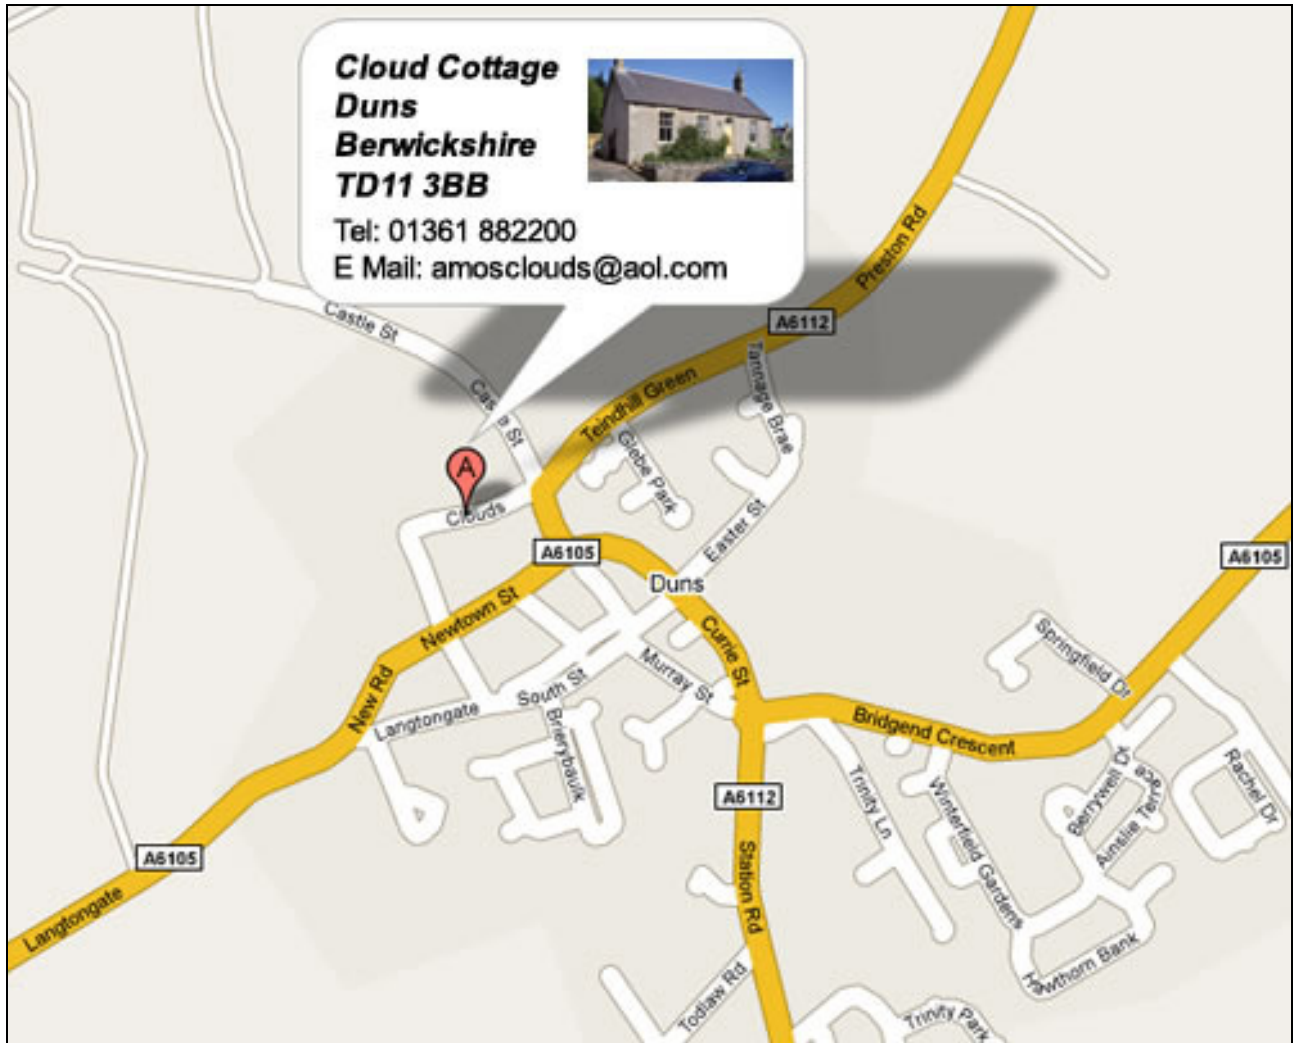 Cloud Cottage
Duns
Berwickshire
TD11 3BB
Tel: 01361 882200
E Mail: amosclouds@aol.com
Preston Rd
A6112
Castle St
Tannage Brae
Teindhill Green
Castle St
Glebe Park
A
Clouds
Easter St
A6105
A6105
Duns
Newtown St
Currie St
Springfield Dr
Murray St
South St
New Rd
Langtongate
Brierybaulk
Bridgend Crescent
Rachel Dr
Berrywell Dr
Trinity Ln
A6112
Winterfield Gardens
Ainslie Terrace
A6105
Station Rd
Langtongate
Hawthorn Bank
Todlaw Rd
Trinity Park